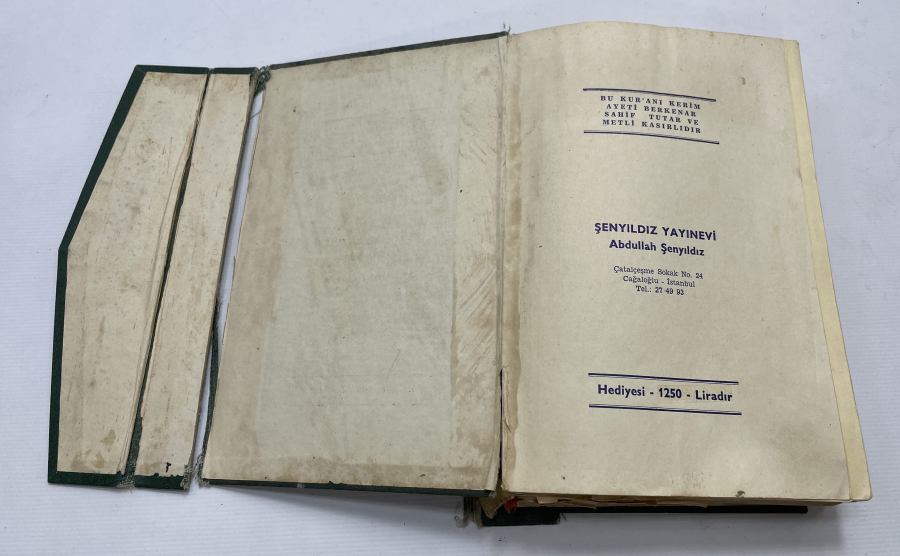 BU KUR'ANI KERİM
AYETİ BERKENAR
SAHİF TUTAR VE
METLİ KASIRLIDIR
ŞENYILDIZ YAYINEVİ
Abdullah Şenyıldız
Çatalçeşme Sokak No. 24
Cağaloğlu - İstanbul
Tel.: 27 49 93
Hediyesi - 1250 - Liradır